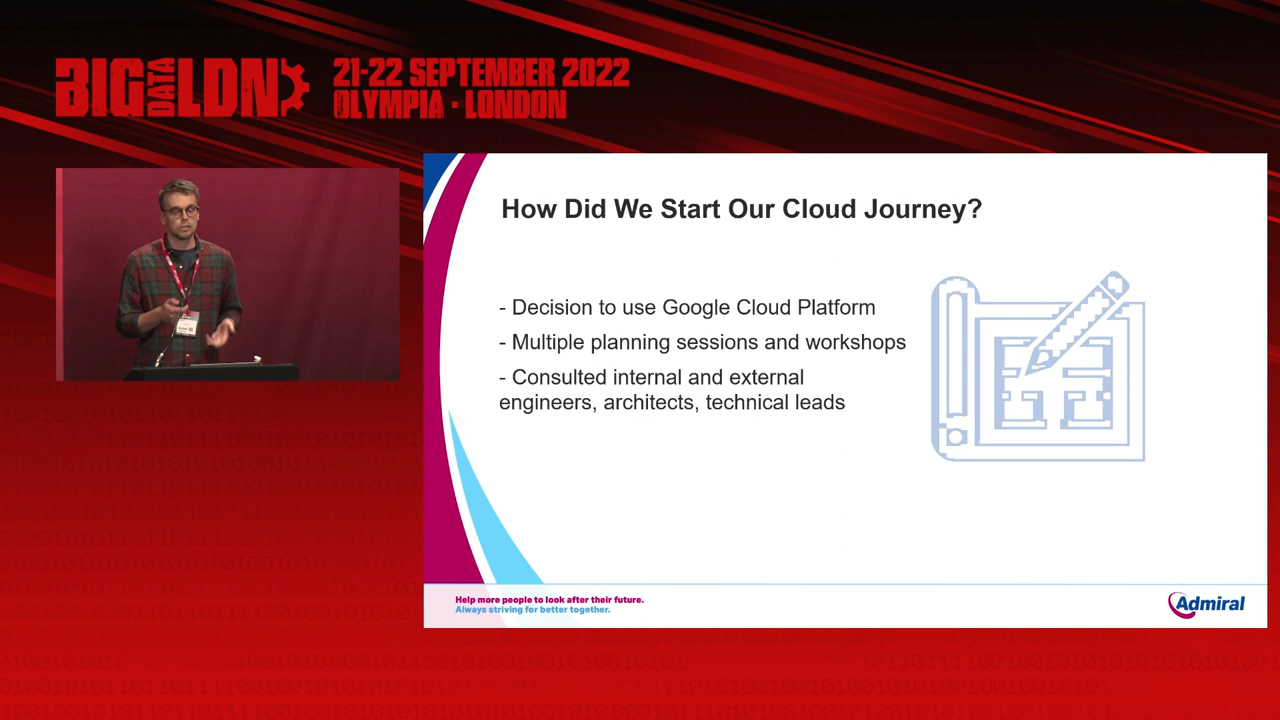 BIG DATA LDN
21-22 SEPTEMBER 2022
OLYMPIA · LONDON
How Did We Start Our Cloud Journey?
- Decision to use Google Cloud Platform
- Multiple planning sessions and workshops
- Consulted internal and external
engineers, architects, technical leads
Help more people to look after their future.
Always striving for better together.
Admiral